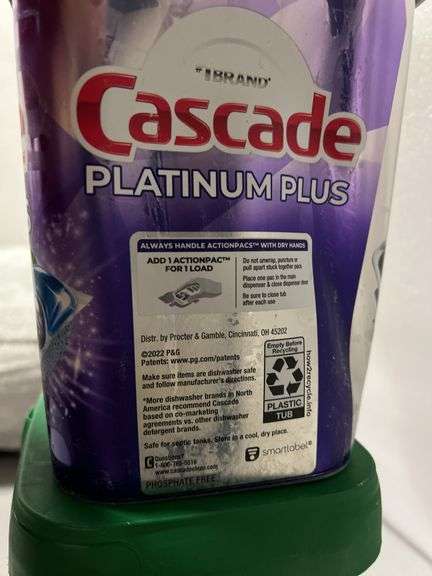 #1 BRAND*
Cascade
PLATINUM PLUS
ALWAYS HANDLE ACTIONPACS™ WITH DRY HANDS
ADD 1 ACTIONPAC™
FOR 1 LOAD
Do not unwrap, puncture or
pull apart stuck together pacs
Place one pac in the main
dispenser & close dispenser door
Be sure to close tub
after each use
Distr. by Procter & Gamble, Cincinnati, OH 45202
©2022 P&G
Patents: www.pg.com/patents
Make sure items are dishwasher safe
and follow manufacturer's directions.
*More dishwasher brands in North
America recommend Cascade
based on co-marketing
agreements vs. other dishwasher
detergent brands.
Safe for septic tanks. Store in a cool, dry place.
Empty Before
Recycling
PLASTIC
TUB
how2recycle.info
Questions?
www.cascadeclean.com
smartlabel®
PHOSPHATE FREE